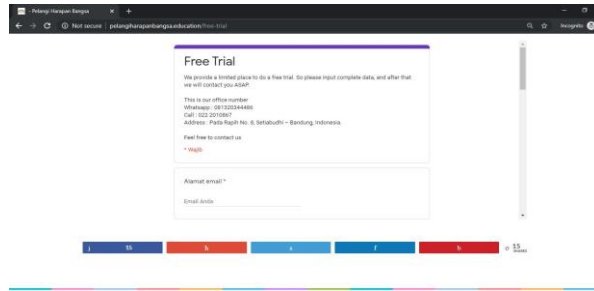 - Pelangi Harapan Bangsa
Not secure | pelangiharapanbangsa.education/free-trial
Incognito
Free Trial
We provide a limited place to do a free trial. So please input complete data, and after that
we will contact you ASAP.
This is our office number
Whatsapp : 081320344486
Call : 022 2010867
Address : Pada Rapih No. 8, Setiabudhi – Bandung, Indonesia.
Feel free to contact us
* Wajib
Alamat email *
Email Anda
j 15 h s f h 15